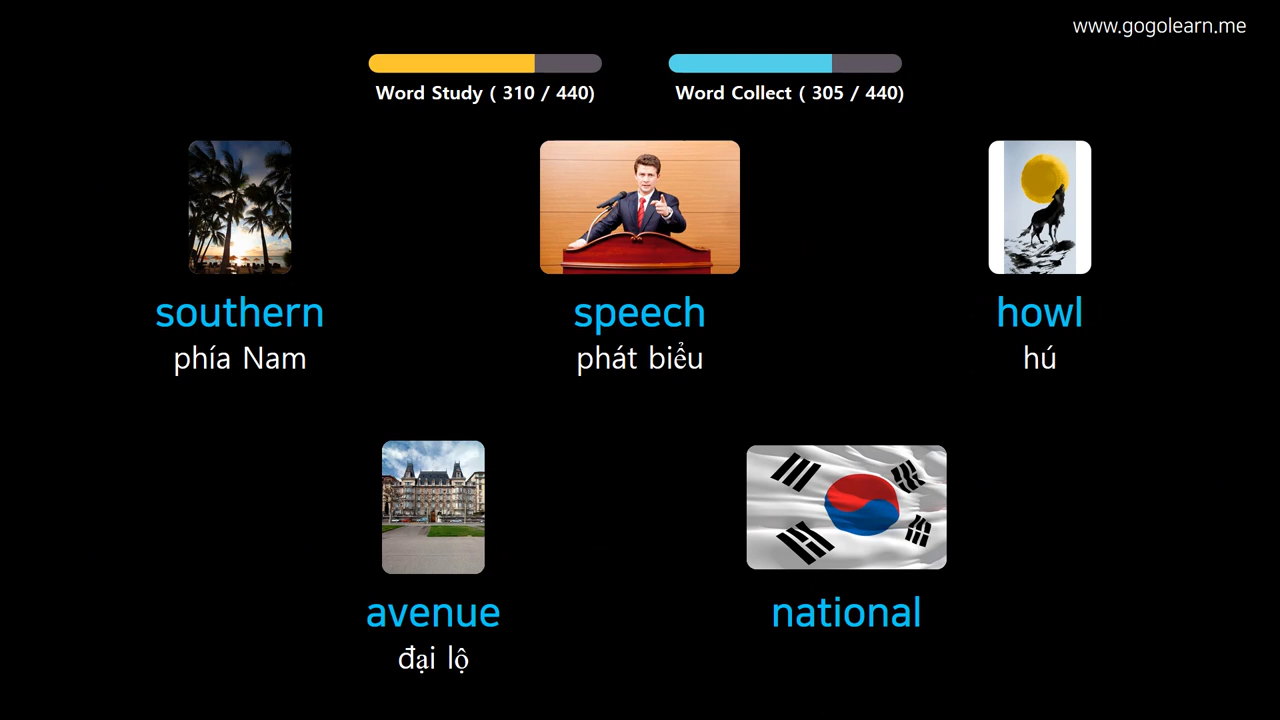 www.gogolearn.me
Word Study ( 310 / 440)
Word Collect ( 305 / 440)
southern
phía Nam
speech
phát biểu
howl
hú
avenue
đại lộ
national